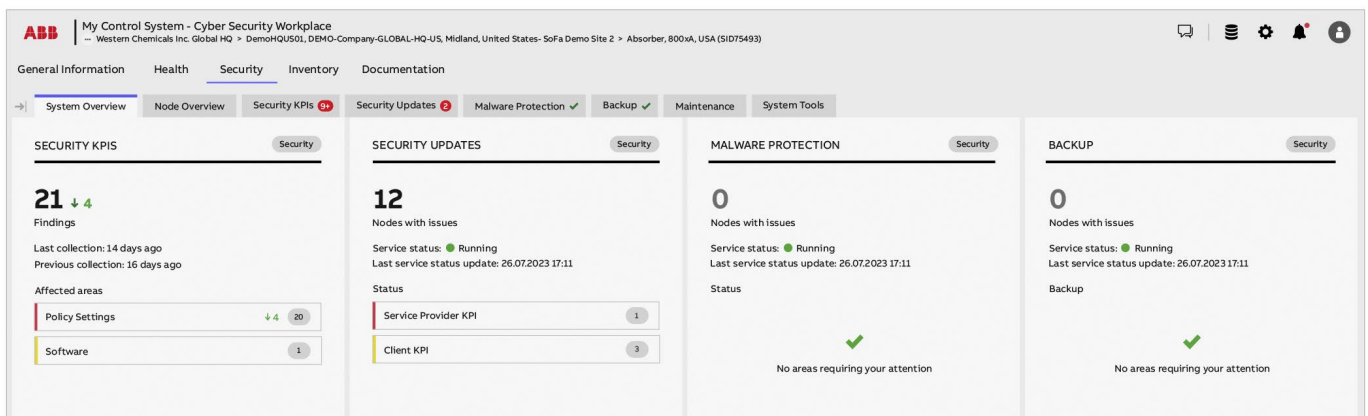 ABB
My Control System - Cyber Security Workplace
··· Western Chemicals Inc. Global HQ > DemoHQUS01, DEMO-Company-GLOBAL-HQ-US, Midland, United States- SoFa Demo Site 2 > Absorber, 800xA, USA (SID75493)
General Information Health Security Inventory Documentation
System Overview Node Overview Security KPIs 9+ Security Updates 2 Malware Protection Backup Maintenance System Tools
SECURITY KPIS Security
21 ↓ 4
Findings
Last collection: 14 days ago
Previous collection: 16 days ago
Affected areas
Policy Settings ↓4 20
Software 1
SECURITY UPDATES Security
12
Nodes with issues
Service status: Running
Last service status update: 26.07.2023 17:11
Status
Service Provider KPI 1
Client KPI 3
MALWARE PROTECTION Security
0
Nodes with issues
Service status: Running
Last service status update: 26.07.2023 17:11
Status
No areas requiring your attention
BACKUP Security
0
Nodes with issues
Service status: Running
Last service status update: 26.07.2023 17:11
Backup
No areas requiring your attention